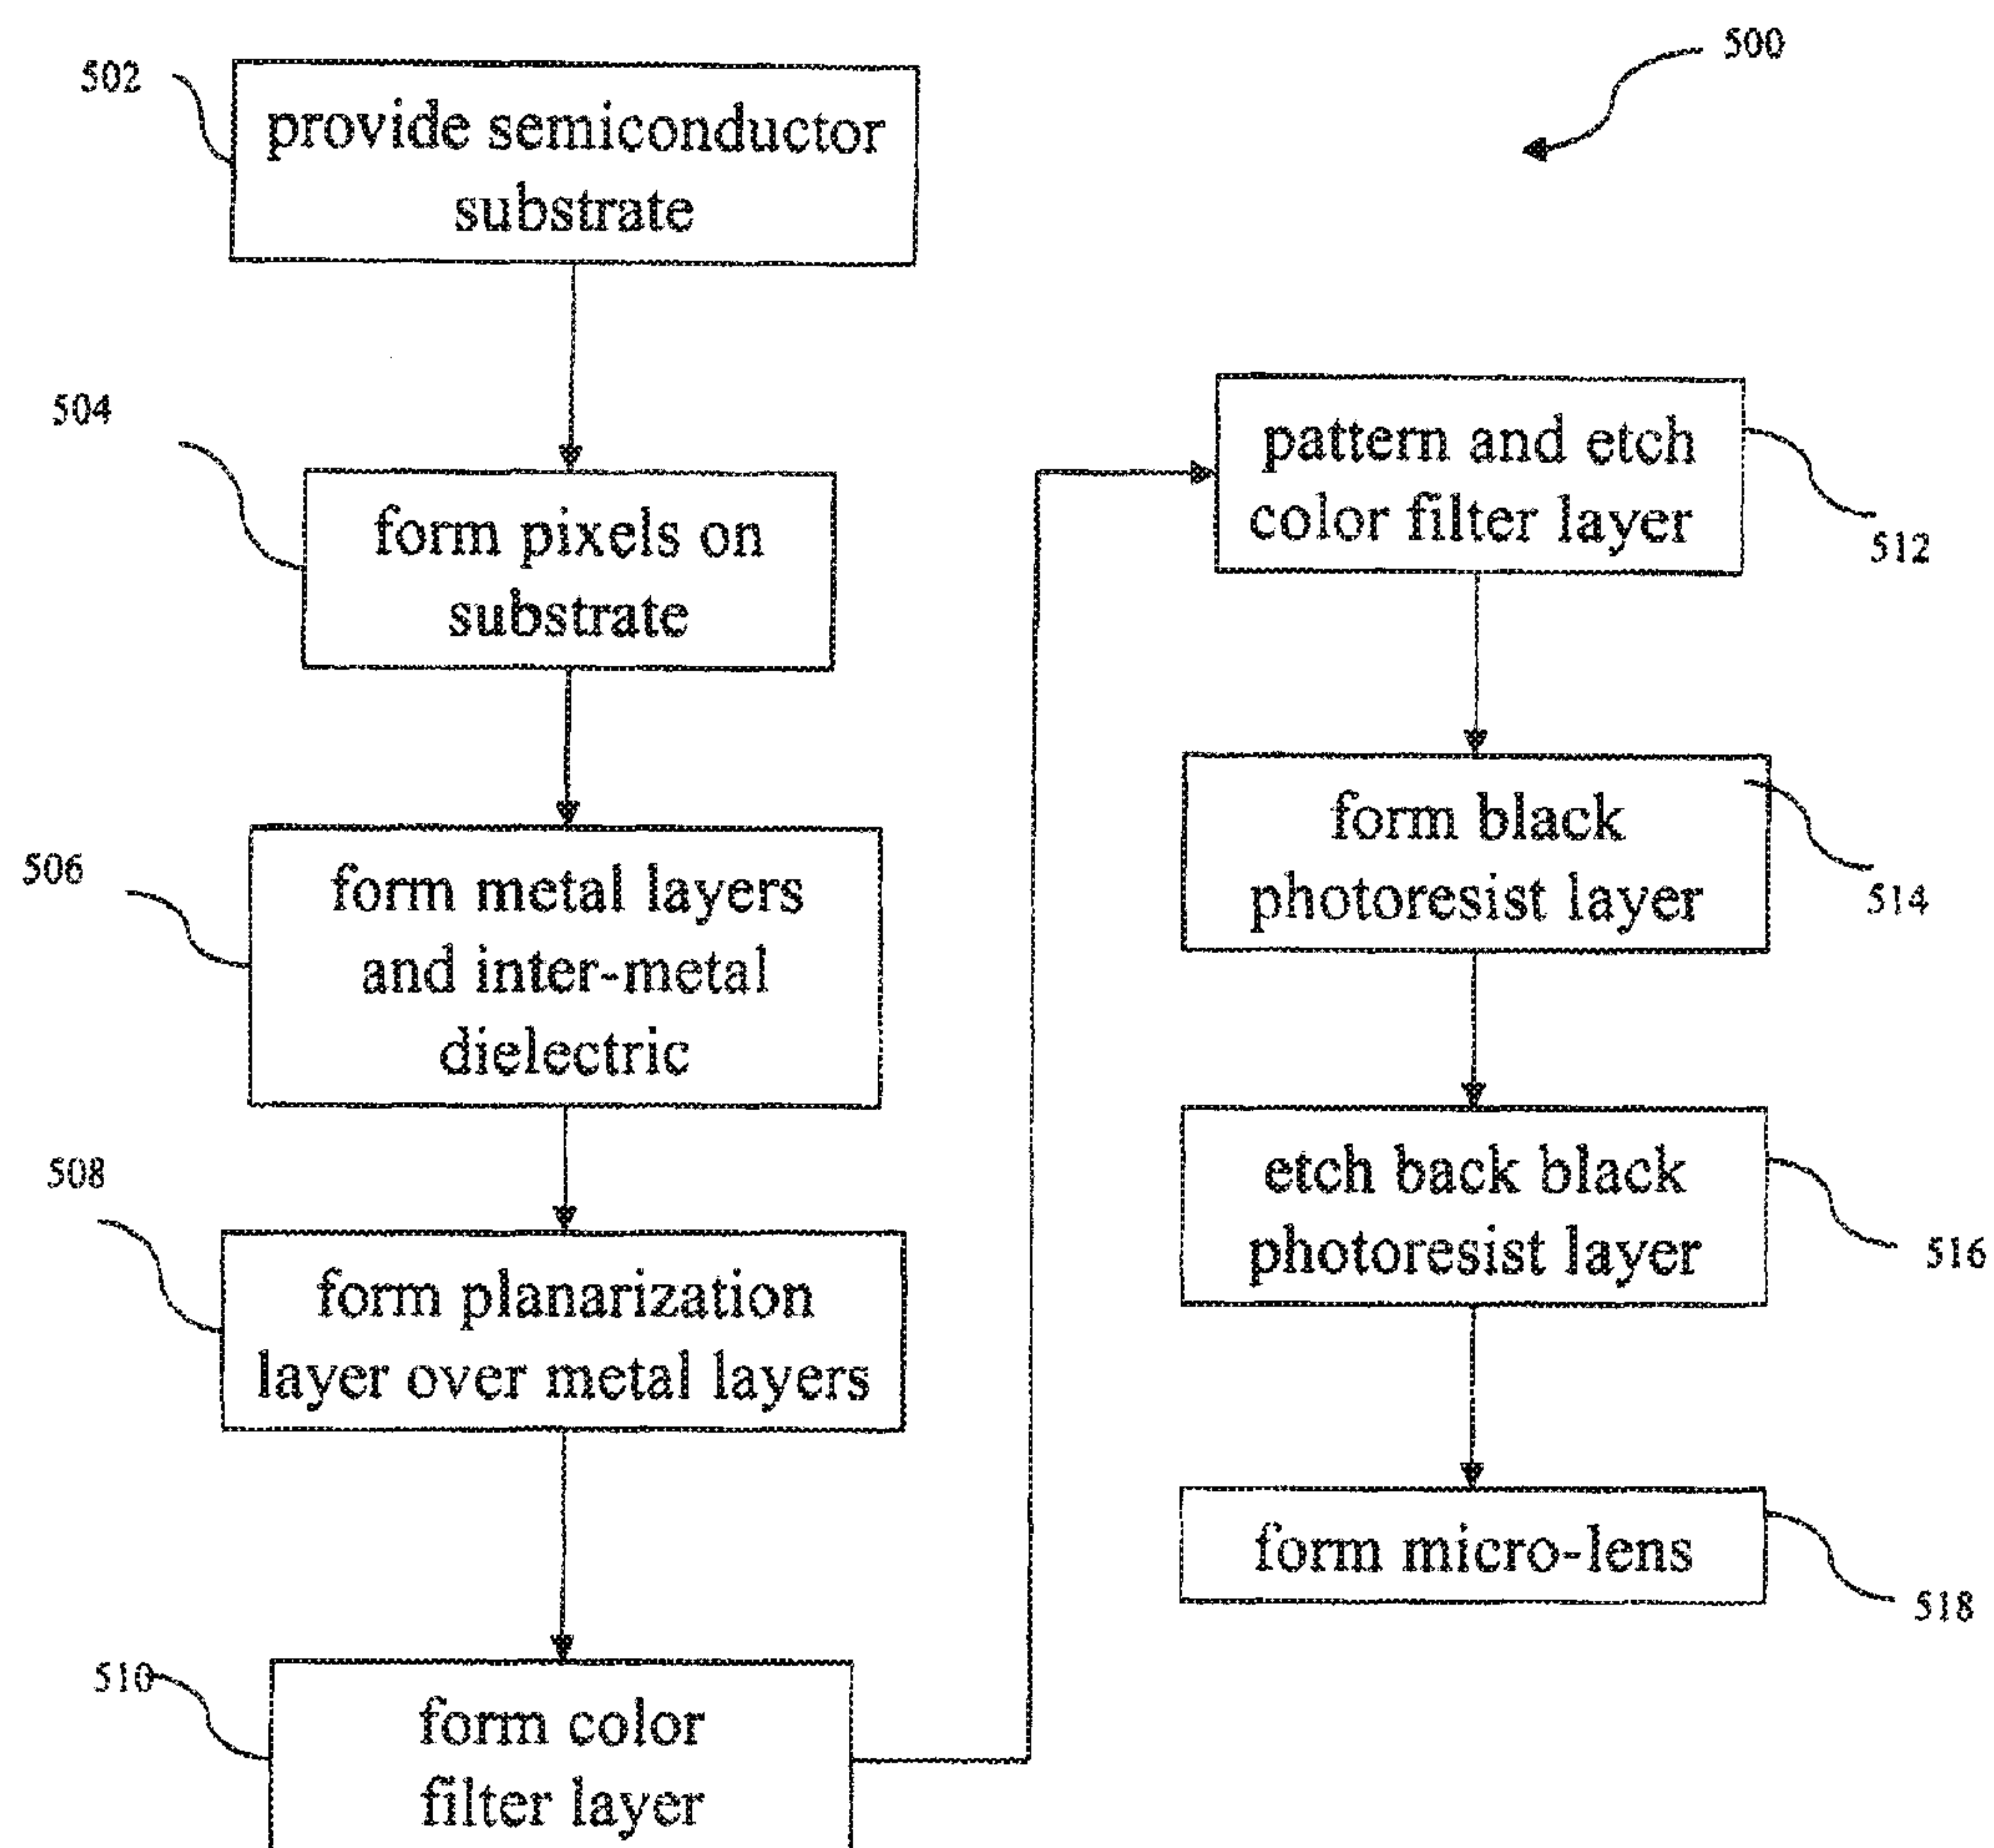 500
502
provide semiconductor
substrate
504
form pixels on
substrate
506
form metal layers
and inter-metal
dielectric
508
form planarization
layer over metal layers
510
form color
filter layer
pattern and etch
color filter layer
512
form black
photoresist layer
514
etch back black
photoresist layer
516
form micro-lens
518